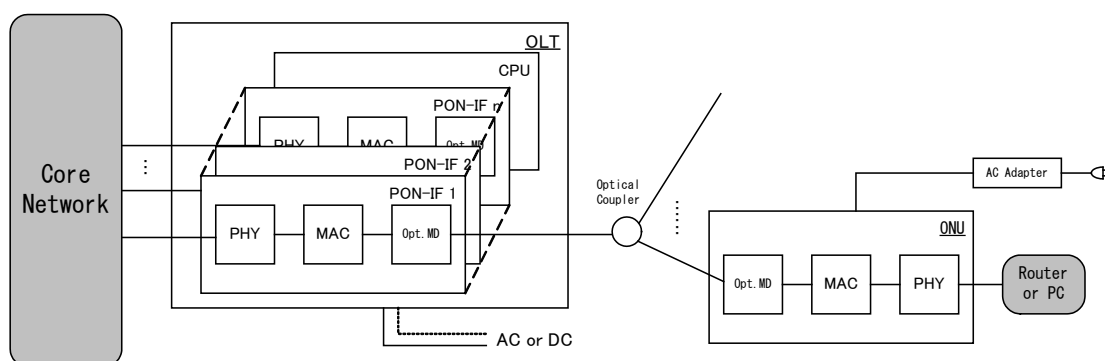 Core
Network
OLT
CPU
PON-IF n
PHY
MAC
Opt.MD
PON-IF 2
PON-IF 1
PHY
MAC
Opt.MD
AC or DC
Optical
Coupler
AC Adapter
ONU
Opt.MD
MAC
PHY
Router
or PC